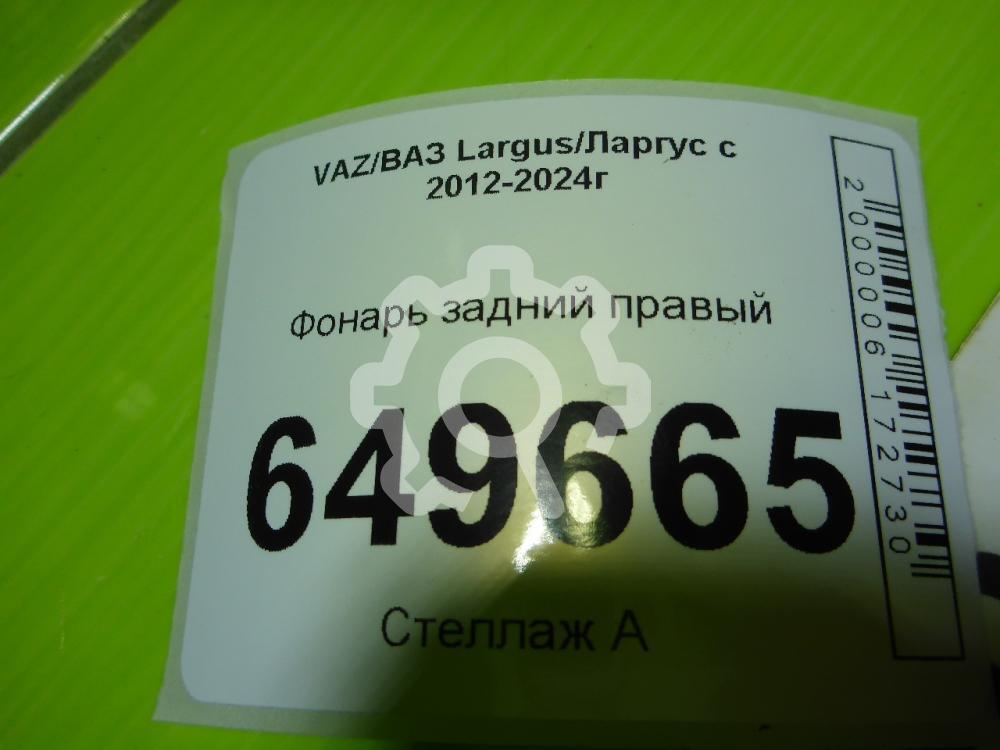 VAZ/ВАЗ Largus/Ларгус с
2012-2024г
Фонарь задний правый
649665
Стеллаж А
2000006172730